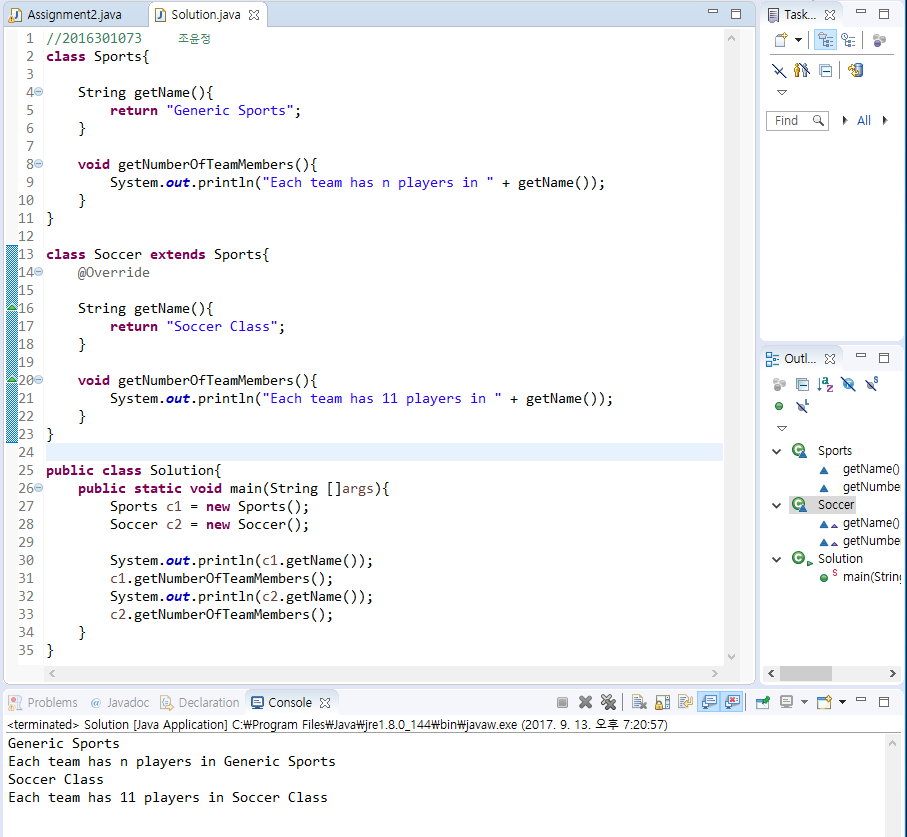 Assignment2.java
Solution.java
Task...
1 //2016301073 조윤정
2 class Sports{
3
4 String getName(){
5 return "Generic Sports";
6 }
7
8 void getNumberOfTeamMembers(){
9 System.out.println("Each team has n players in " + getName());
10 }
11 }
12
13 class Soccer extends Sports{
14 @Override
15
16 String getName(){
17 return "Soccer Class";
18 }
19
20 void getNumberOfTeamMembers(){
21 System.out.println("Each team has 11 players in " + getName());
22 }
23 }
24
25 public class Solution{
26 public static void main(String []args){
27 Sports c1 = new Sports();
28 Soccer c2 = new Soccer();
29
30 System.out.println(c1.getName());
31 c1.getNumberOfTeamMembers();
32 System.out.println(c2.getName());
33 c2.getNumberOfTeamMembers();
34 }
35 }
Find
All
Outl...
Sports
getName()
getNumbe
Soccer
getName()
getNumbe
Solution
main(Strin
Problems @ Javadoc Declaration Console
<terminated> Solution [Java Application] C:₩Program Files₩Java₩jre1.8.0_144₩bin₩javaw.exe (2017. 9. 13. 오후 7:20:57)
Generic Sports
Each team has n players in Generic Sports
Soccer Class
Each team has 11 players in Soccer Class